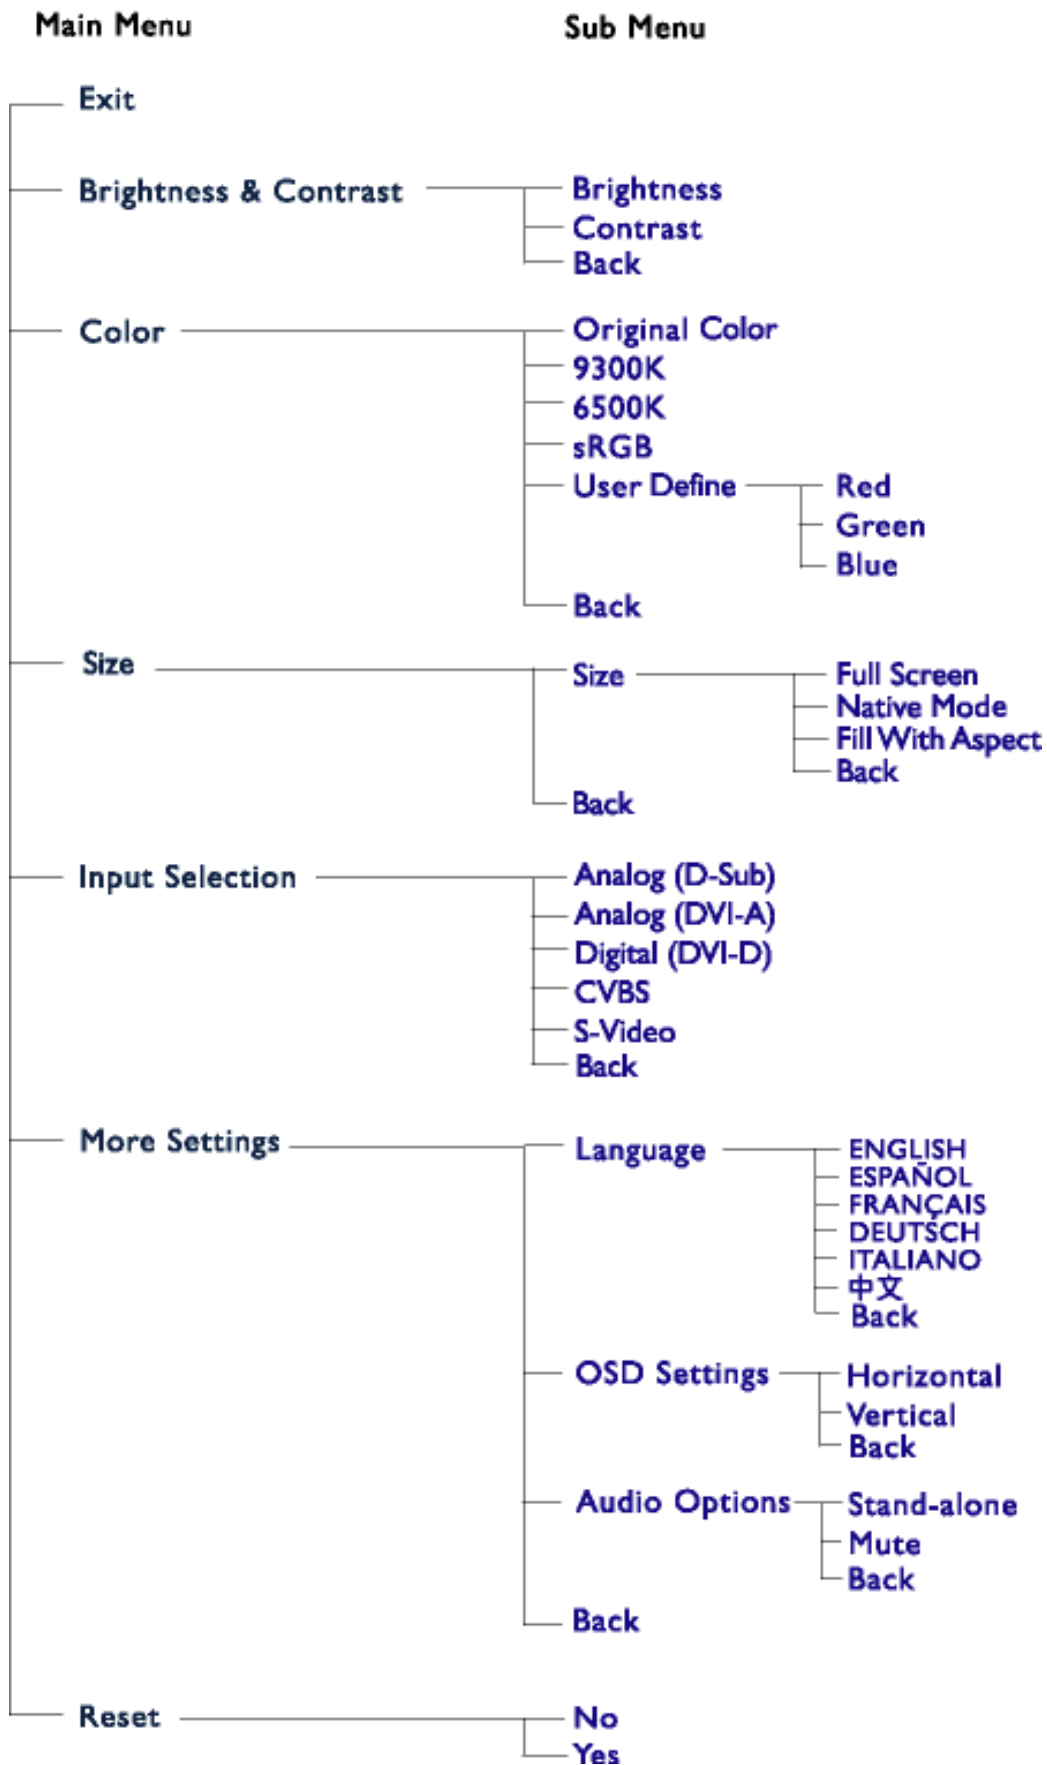 Main Menu Sub Menu
Exit
Brightness & Contrast Brightness
Contrast
Back
Color Original Color
9300K
6500K
sRGB
User Define Red
Green
Blue
Back
Size Size Full Screen
Native Mode
Fill With Aspect
Back
Back
Input Selection Analog (D-Sub)
Analog (DVI-A)
Digital (DVI-D)
CVBS
S-Video
Back
More Settings Language ENGLISH
ESPAÑOL
FRANÇAIS
DEUTSCH
ITALIANO
中文
Back
OSD Settings Horizontal
Vertical
Back
Audio Options Stand-alone
Mute
Back
Back
Reset No
Yes